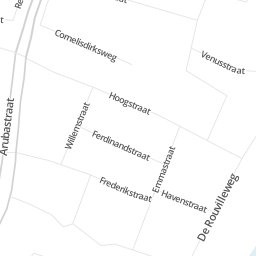 Cornelisdirksweg
Venusstraat
Hoogstraat
Arubastraat
Willemstraat
Ferdinandstraat
Emmastraat
Frederikstraat
Havenstraat
De Rouvilleweg